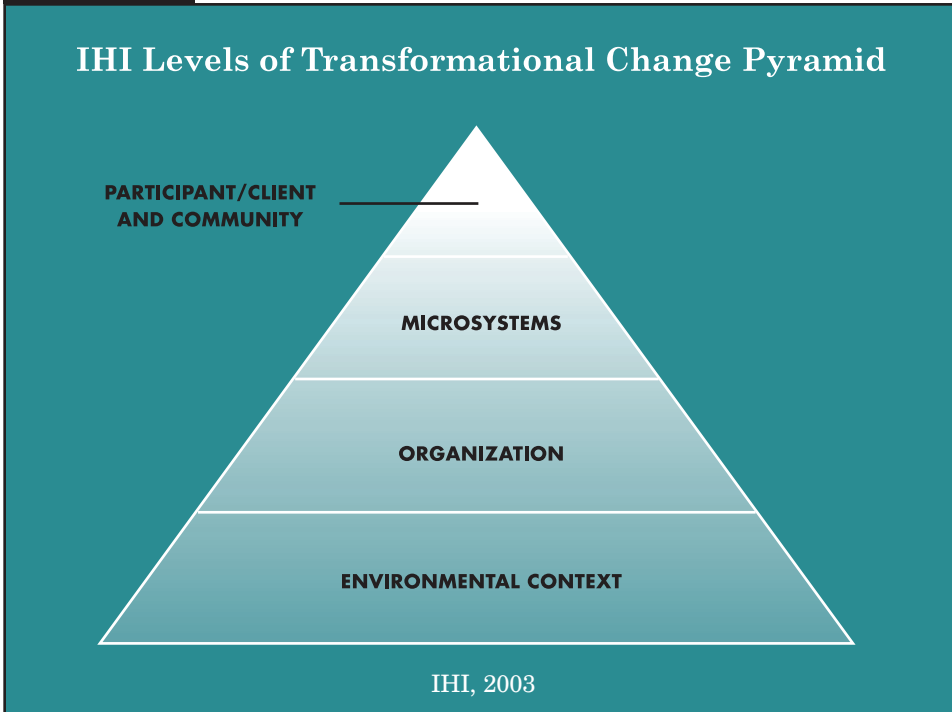 IHI Levels of Transformational Change Pyramid
PARTICIPANT/CLIENT
AND COMMUNITY
MICROSYSTEMS
ORGANIZATION
ENVIRONMENTAL CONTEXT
IHI, 2003